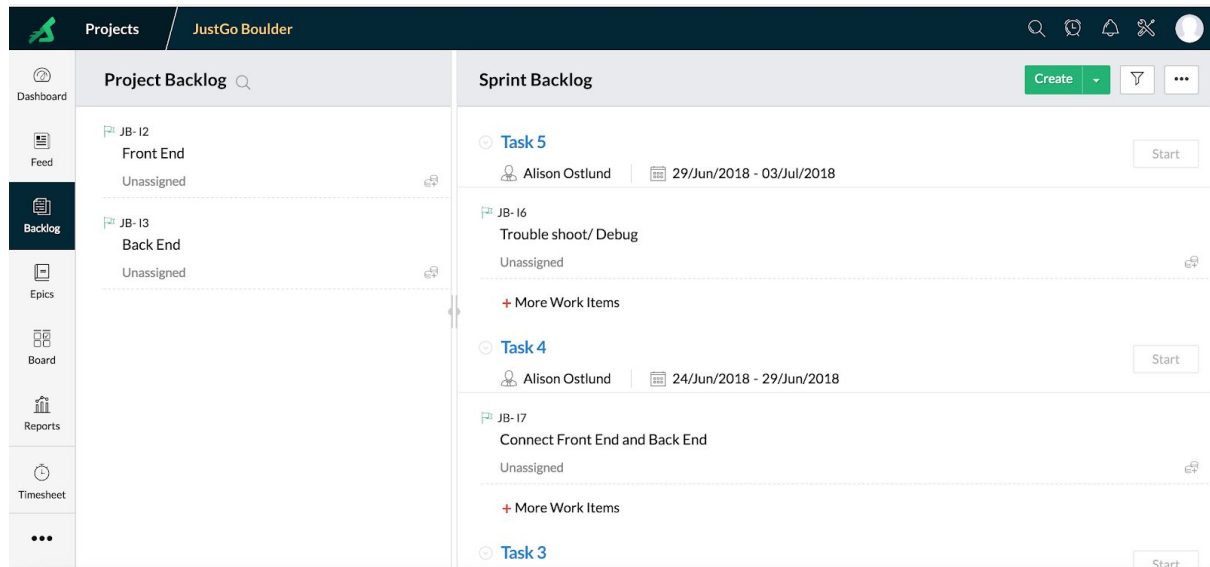 Projects
JustGo Boulder
Dashboard
Feed
Backlog
Epics
Board
Reports
Timesheet
Project Backlog
JB- I2
Front End
Unassigned
JB- I3
Back End
Unassigned
Sprint Backlog
Create
Task 5
Start
Alison Ostlund
29/Jun/2018 - 03/Jul/2018
JB- I6
Trouble shoot/ Debug
Unassigned
+ More Work Items
Task 4
Start
Alison Ostlund
24/Jun/2018 - 29/Jun/2018
JB- I7
Connect Front End and Back End
Unassigned
+ More Work Items
Task 3
Start